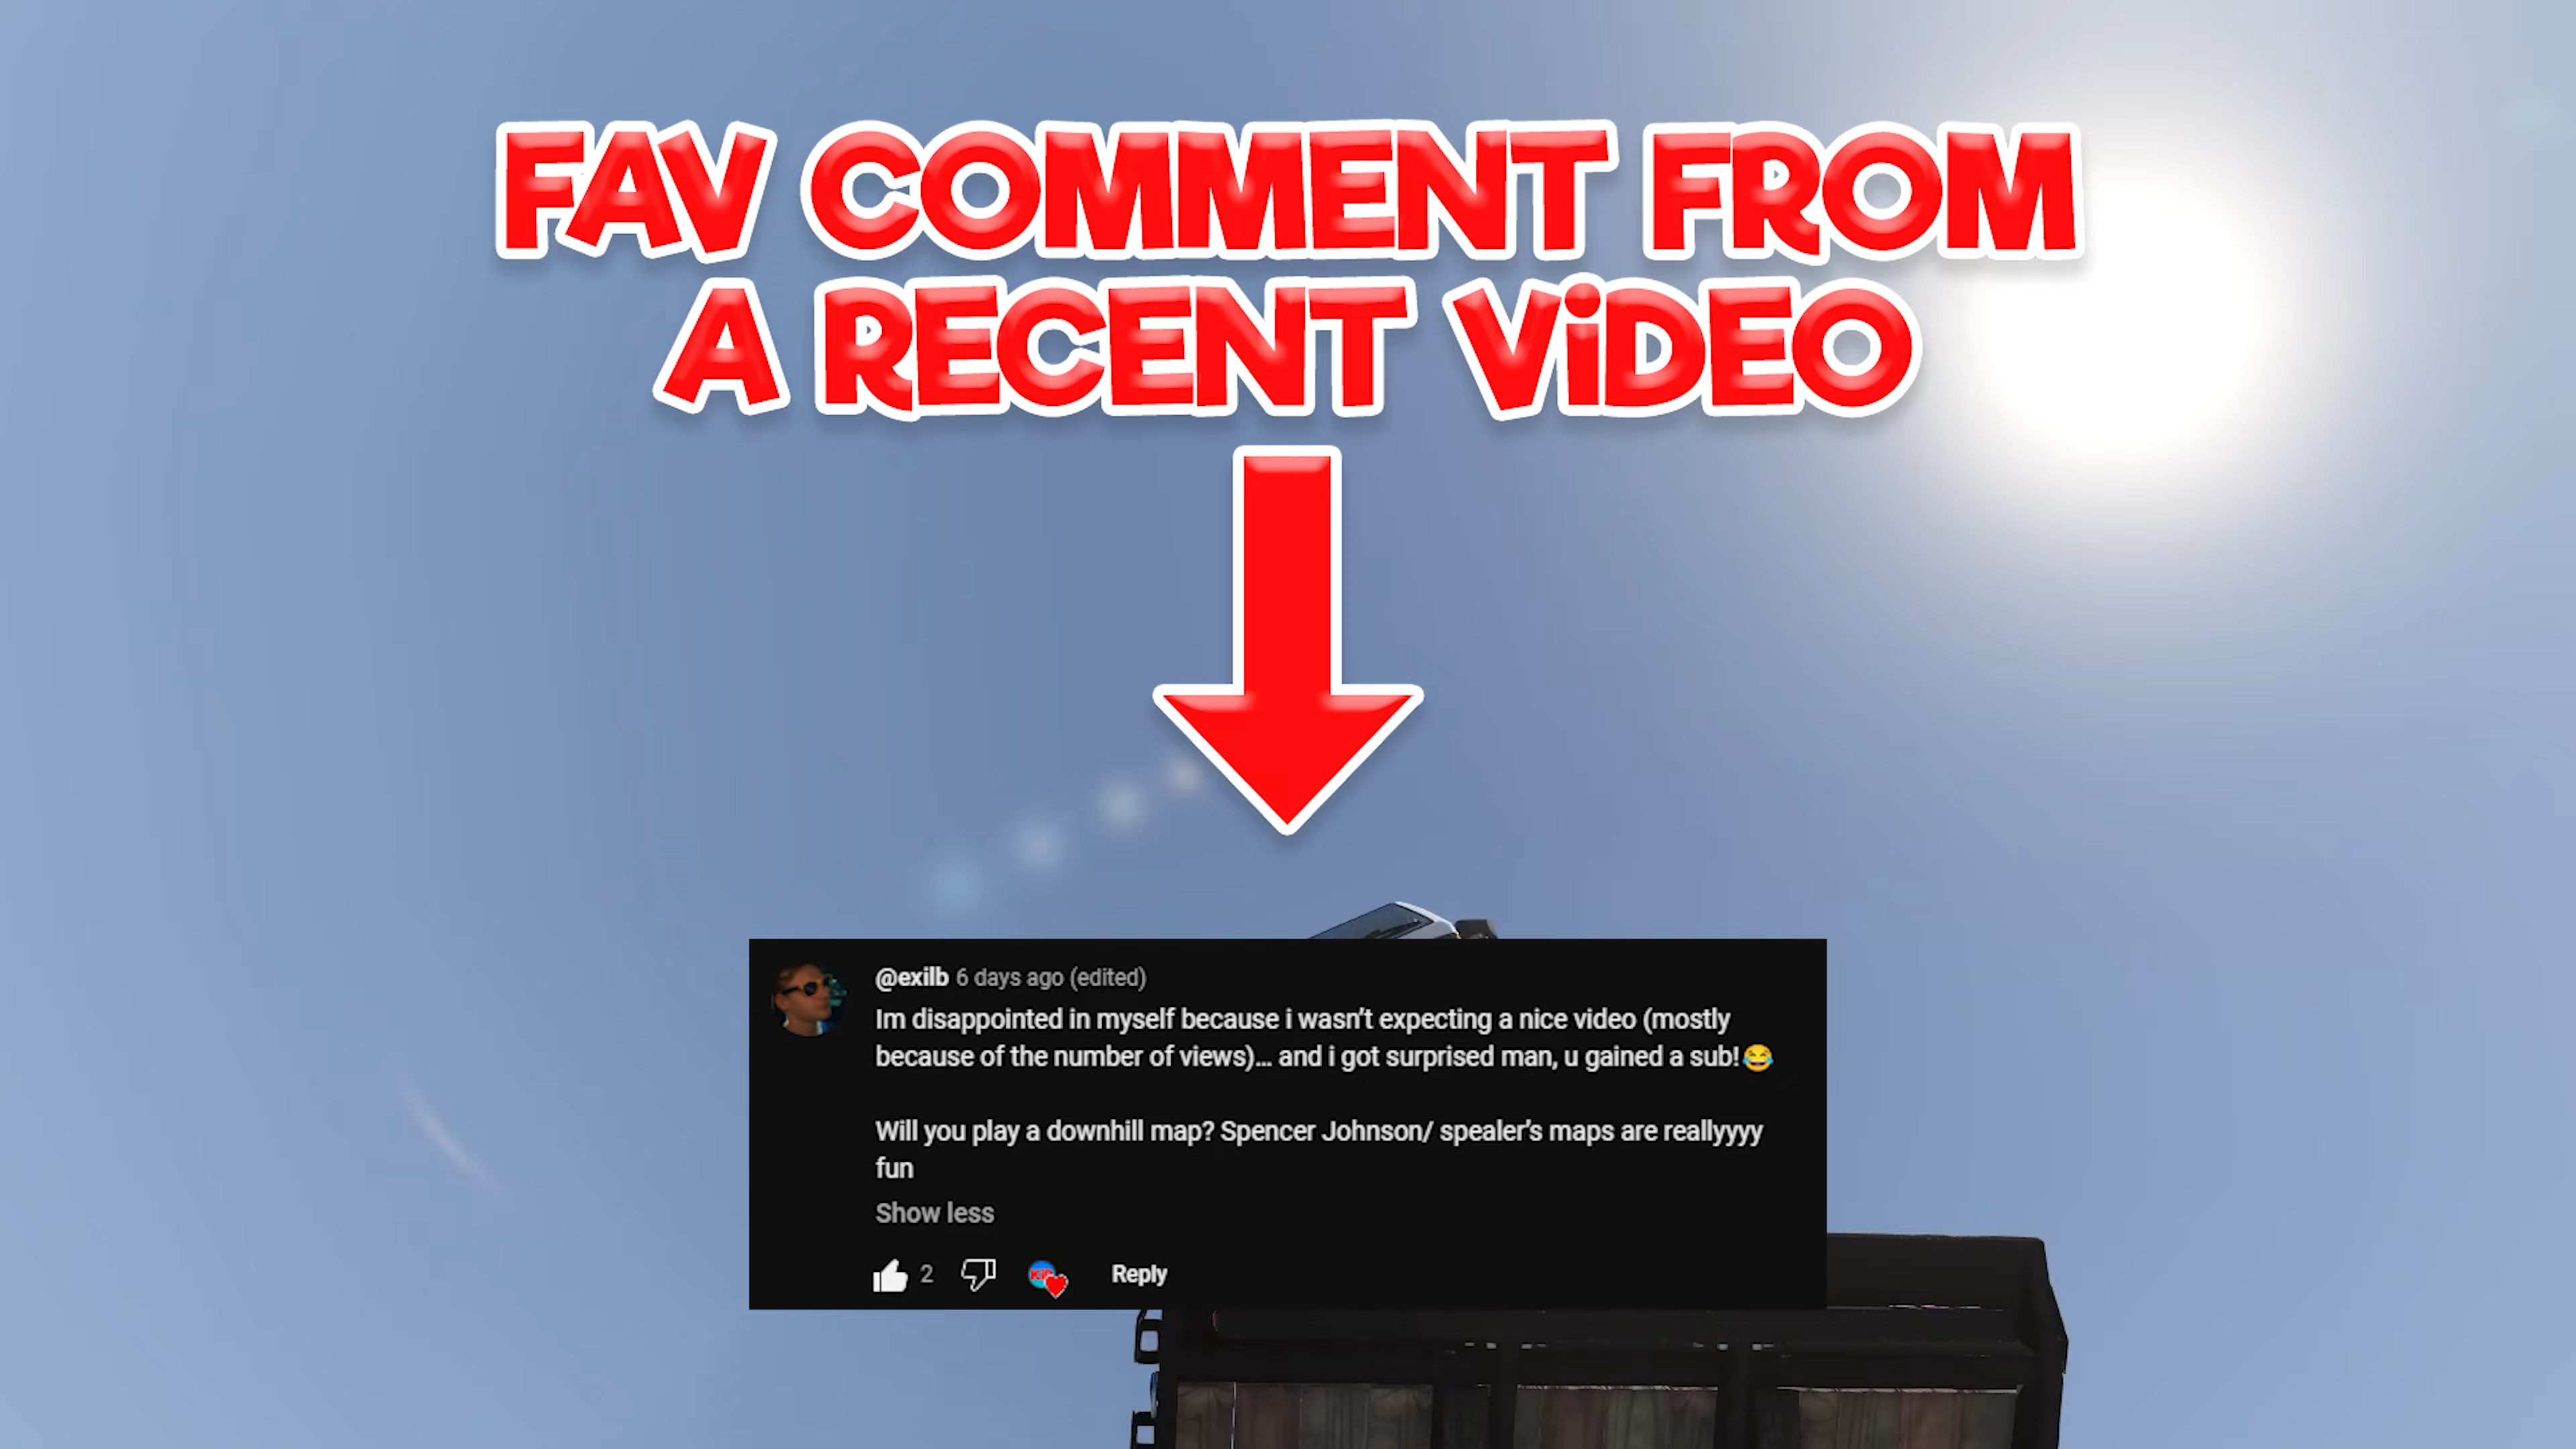 FAV COMMENT FROM
A RECENT ViDEO
@exilb 6 days ago (edited)
Im disappointed in myself because i wasn't expecting a nice video (mostly
because of the number of views)... and i got surprised man, u gained a sub!😂
Will you play a downhill map? Spencer Johnson/ spealer's maps are reallyyyy
fun
Show less
2 Reply